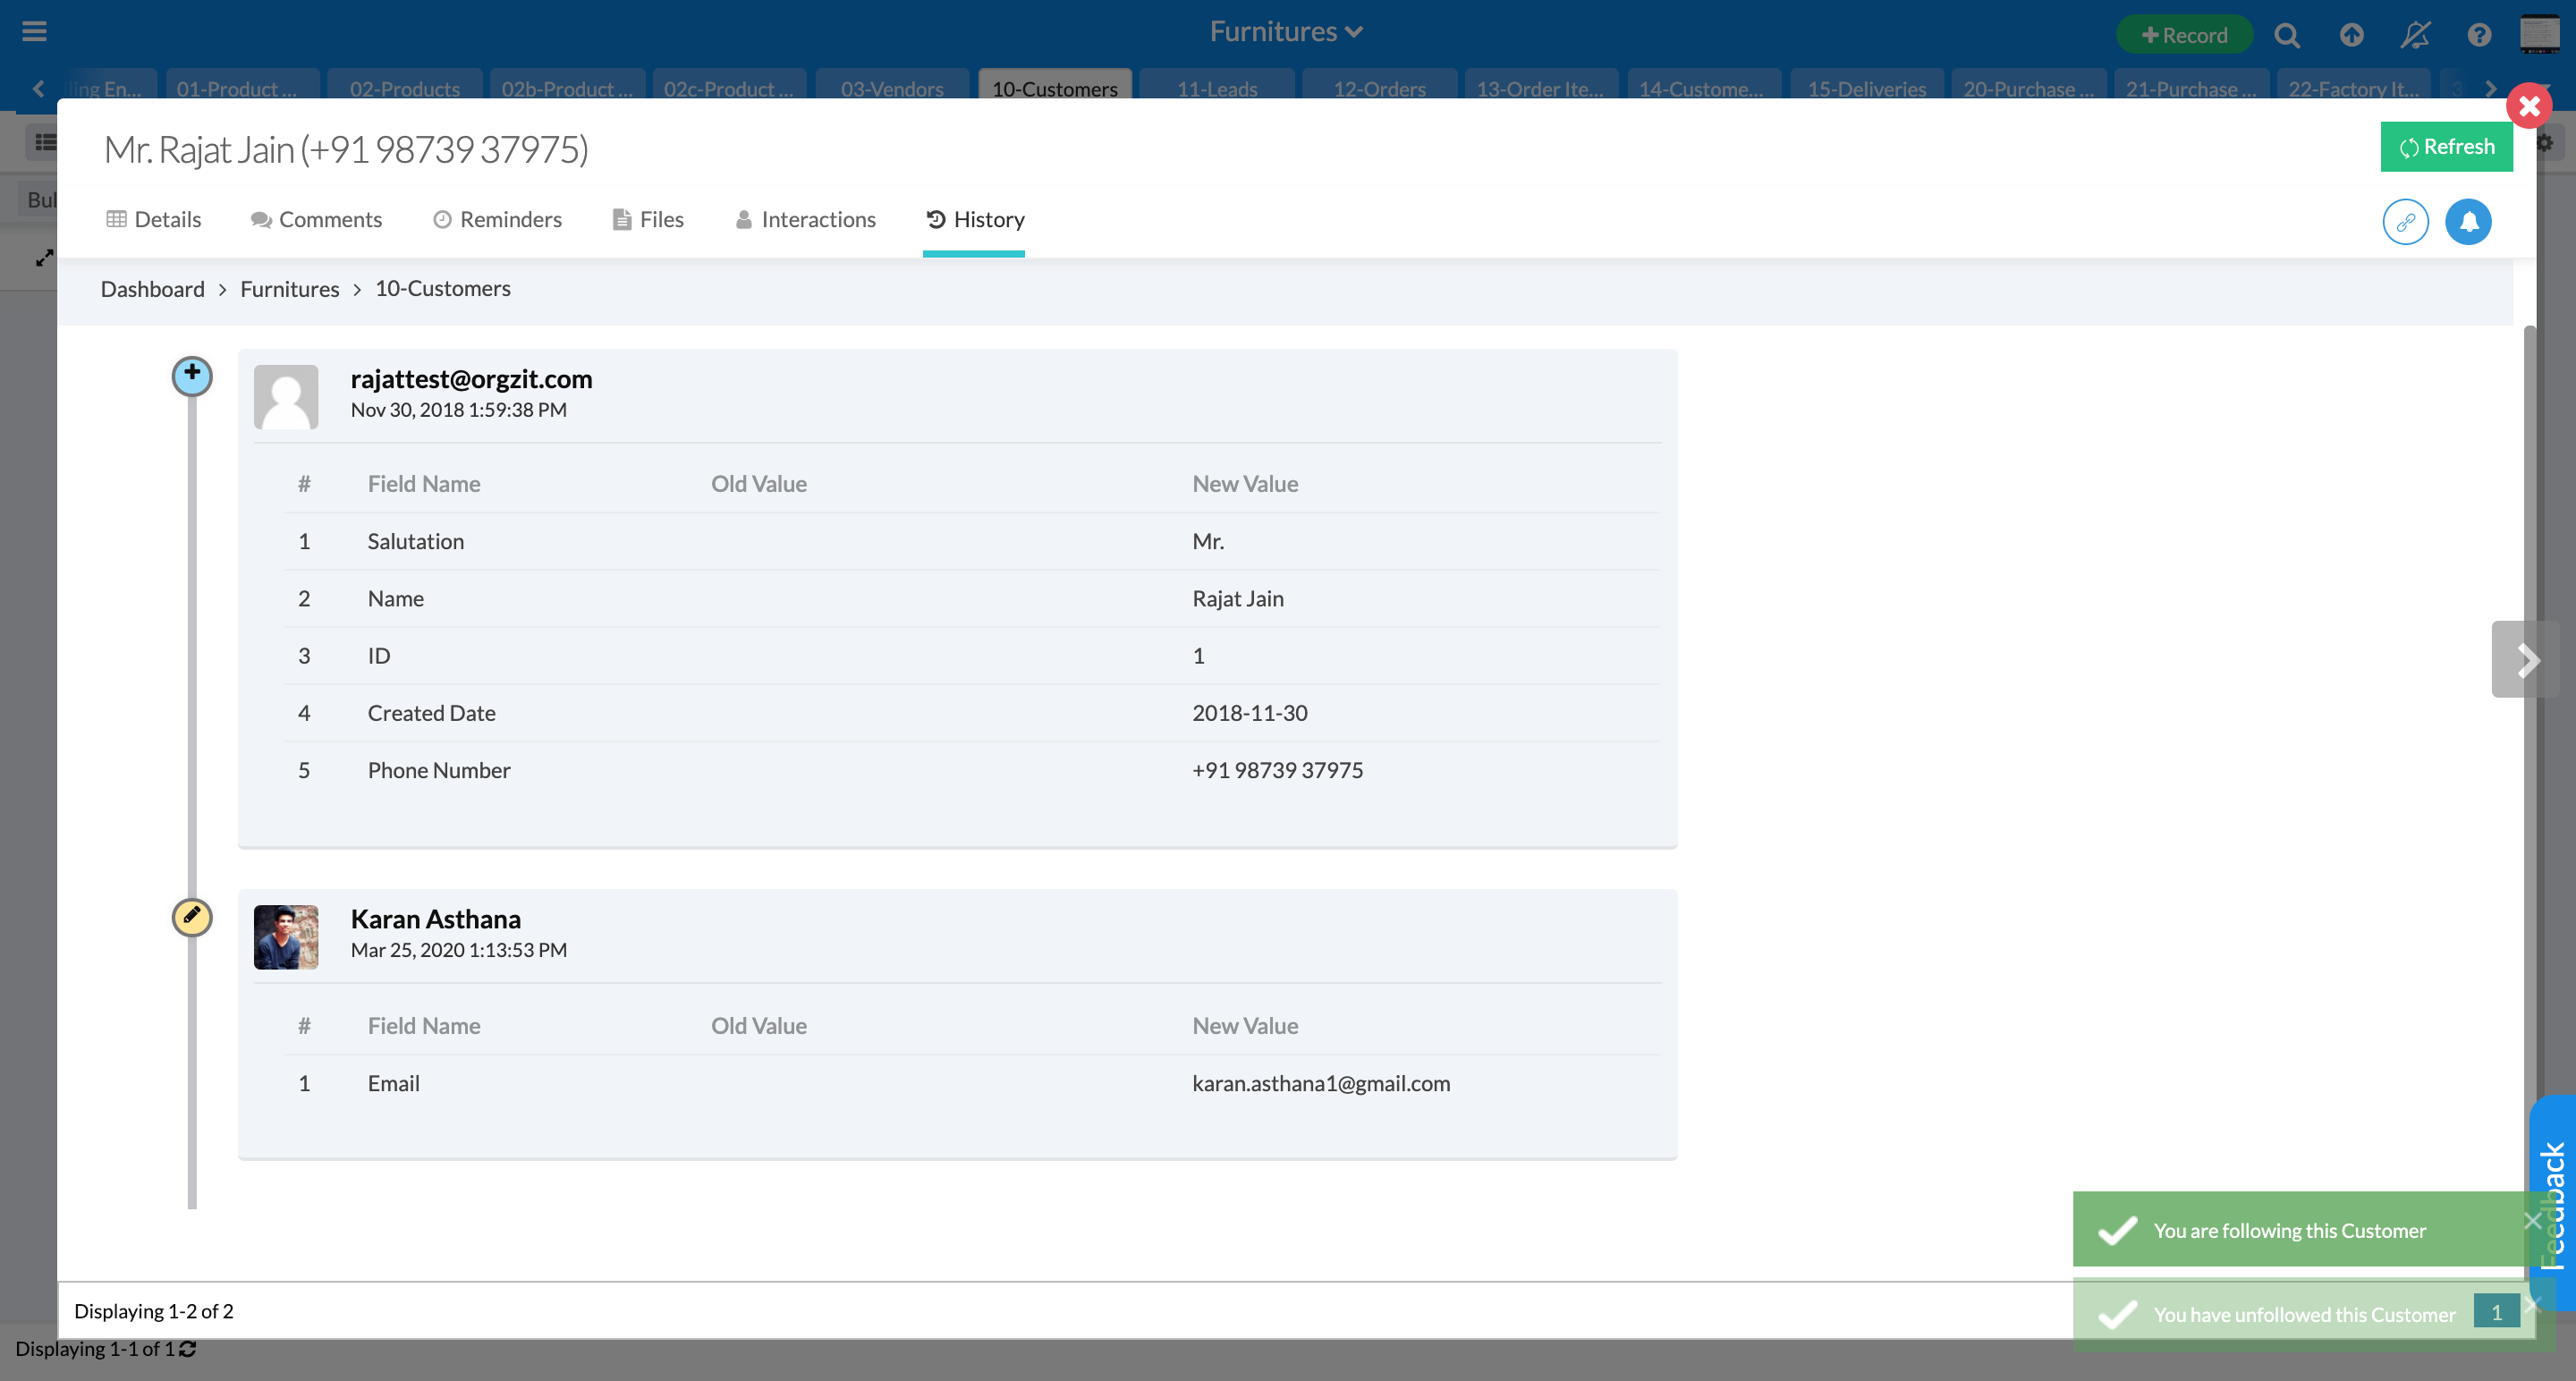 Furnitures
+Record
ing En...
01-Product ...
02-Products
02b-Product ...
02c-Product ...
03-Vendors
10-Customers
11-Leads
12-Orders
13-Order Ite...
14-Custome...
15-Deliveries
20-Purchase ...
21-Purchase ...
22-Factory It...
3
Mr. Rajat Jain (+91 98739 37975)
Refresh
Bul
Details
Comments
Reminders
Files
Interactions
History
Dashboard > Furnitures > 10-Customers
rajattest@orgzit.com
Nov 30, 2018 1:59:38 PM
# Field Name Old Value New Value
1 Salutation Mr.
2 Name Rajat Jain
3 ID 1
4 Created Date 2018-11-30
5 Phone Number +91 98739 37975
Karan Asthana
Mar 25, 2020 1:13:53 PM
# Field Name Old Value New Value
1 Email karan.asthana1@gmail.com
Feedback
You are following this Customer
You have unfollowed this Customer
1
Displaying 1-2 of 2
Displaying 1-1 of 1